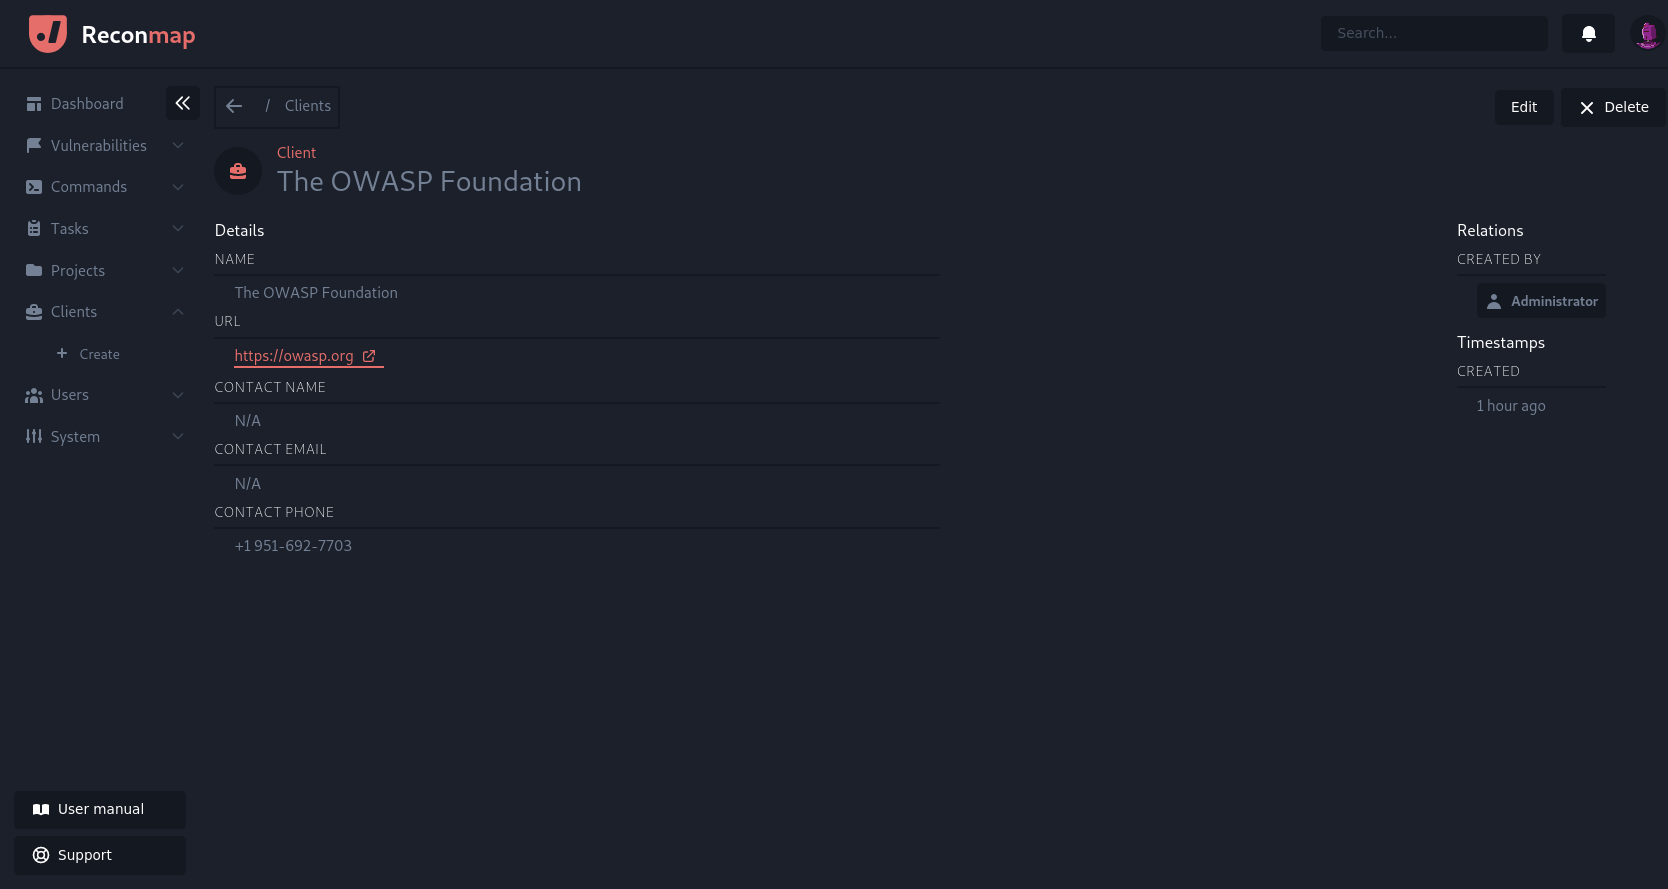 Reconmap
Search...
Dashboard
Vulnerabilities
Commands
Tasks
Projects
Clients
Create
Users
System
User manual
Support
/ Clients
Edit
Delete
Client
The OWASP Foundation
Details
NAME
The OWASP Foundation
URL
https://owasp.org
CONTACT NAME
N/A
CONTACT EMAIL
N/A
CONTACT PHONE
+1 951-692-7703
Relations
CREATED BY
Administrator
Timestamps
CREATED
1 hour ago